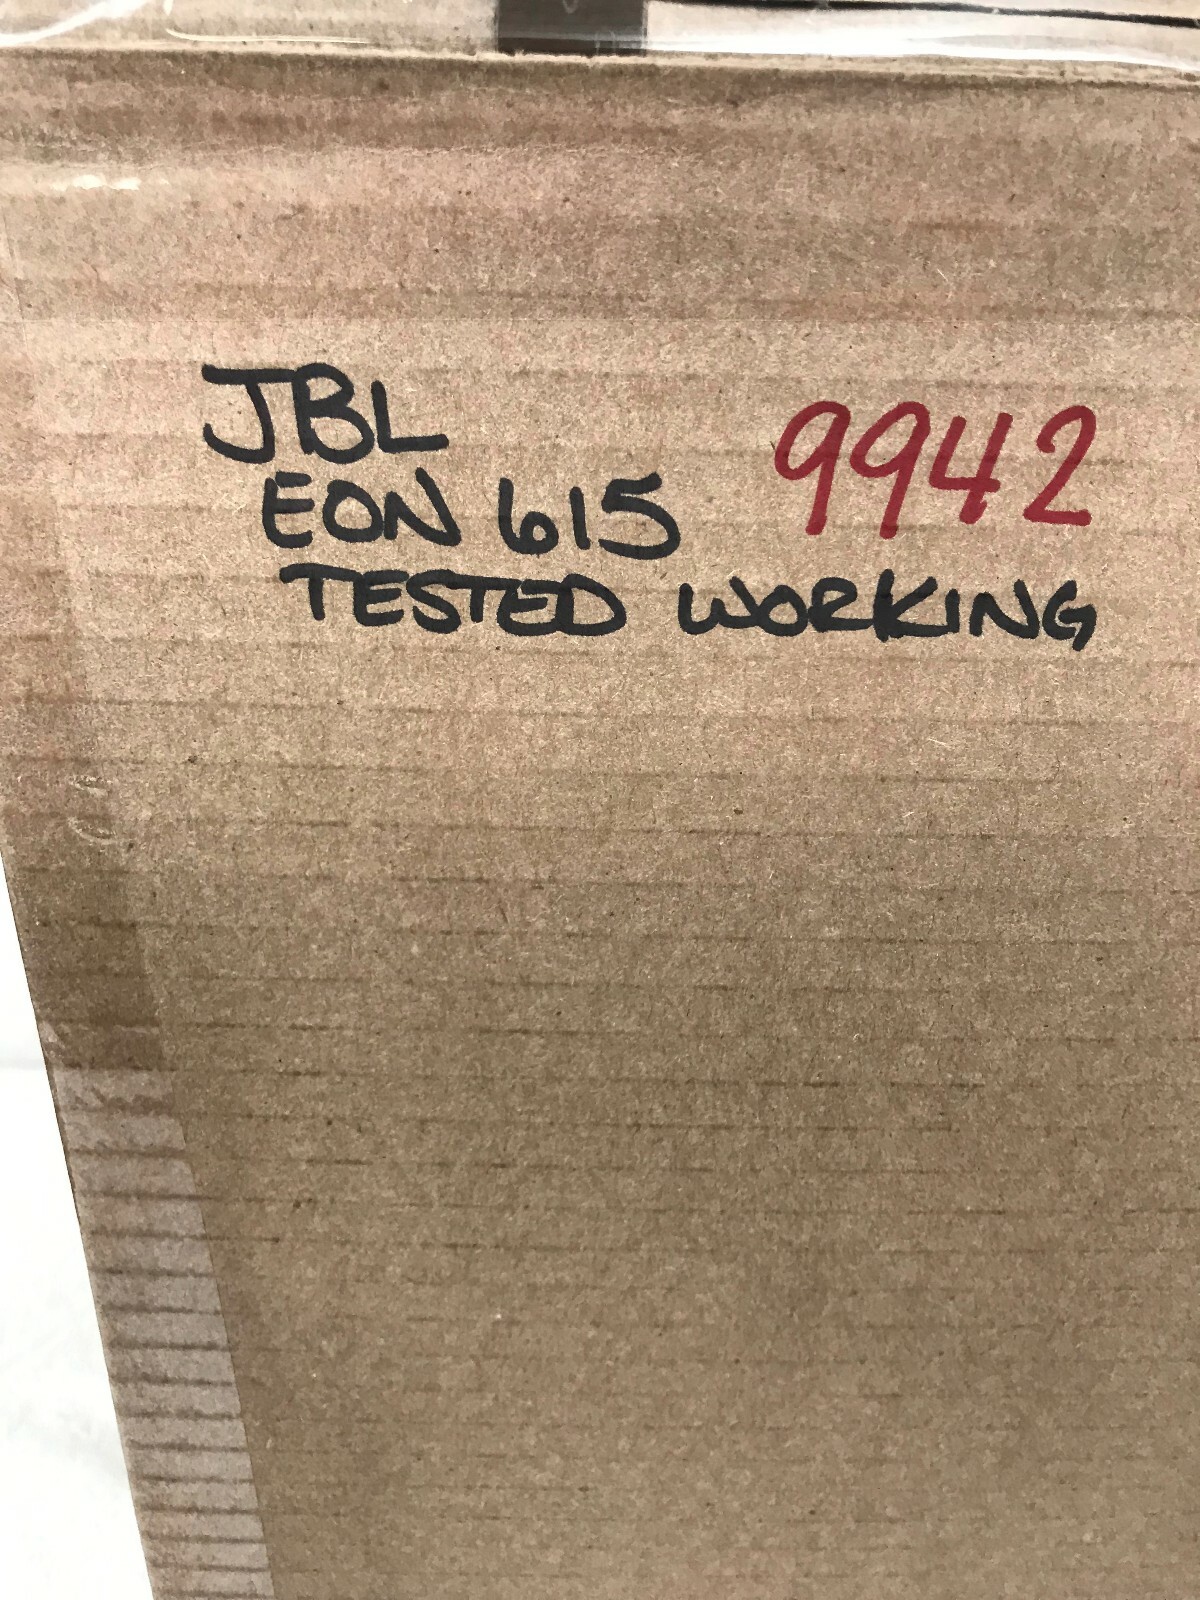 JBL
EON 615
TESTED WORKING
9942